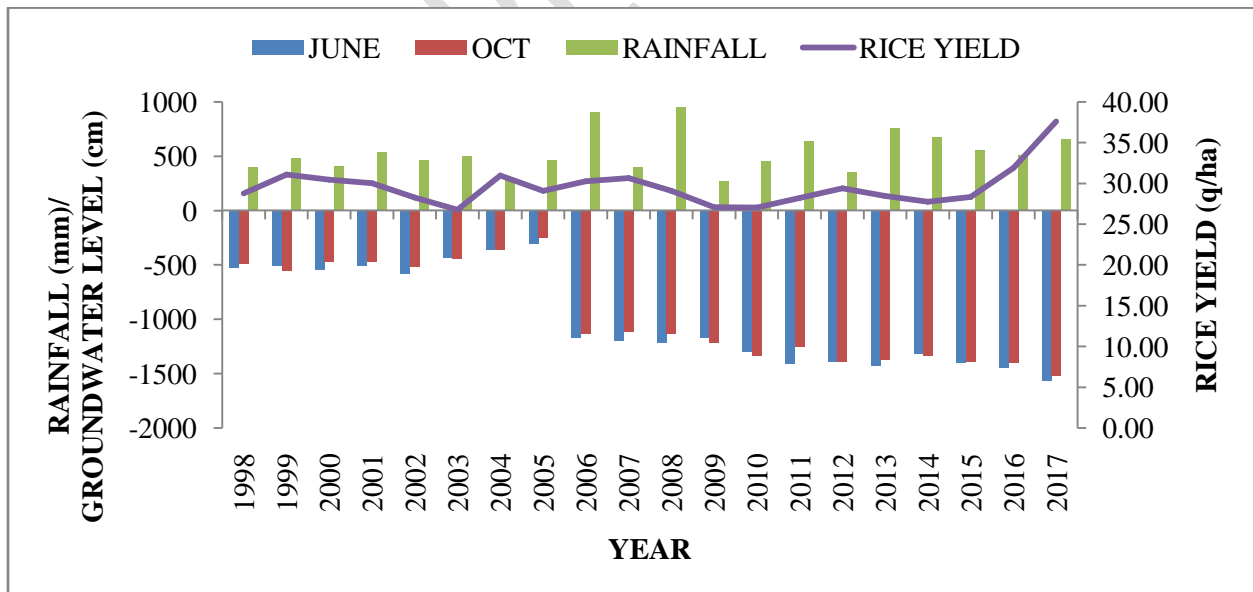 JUNE OCT RAINFALL RICE YIELD
RAINFALL (mm)/
GROUNDWATER LEVEL (cm)
1000
500
0
-500
-1000
-1500
-2000
40.00
35.00
30.00
25.00
20.00
15.00
10.00
5.00
0.00
RICE YIELD (q/ha)
1998 1999 2000 2001 2002 2003 2004 2005 2006 2007 2008 2009 2010 2011 2012 2013 2014 2015 2016 2017
YEAR